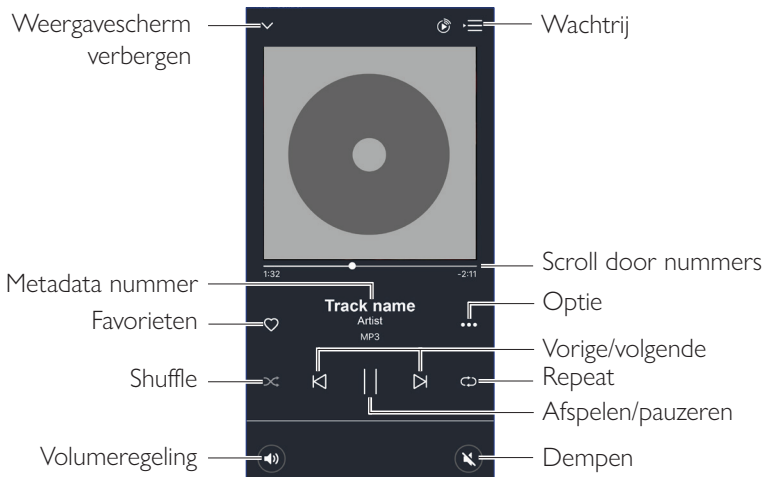 Weergavescherm
verbergen
Wachtrij
Scroll door nummers
1:32
-2:11
Metadata nummer
Track name
Optie
Favorieten
Artist
MP3
Vorige/volgende
Shuffle
Repeat
Afspelen/pauzeren
Volumeregeling
Dempen